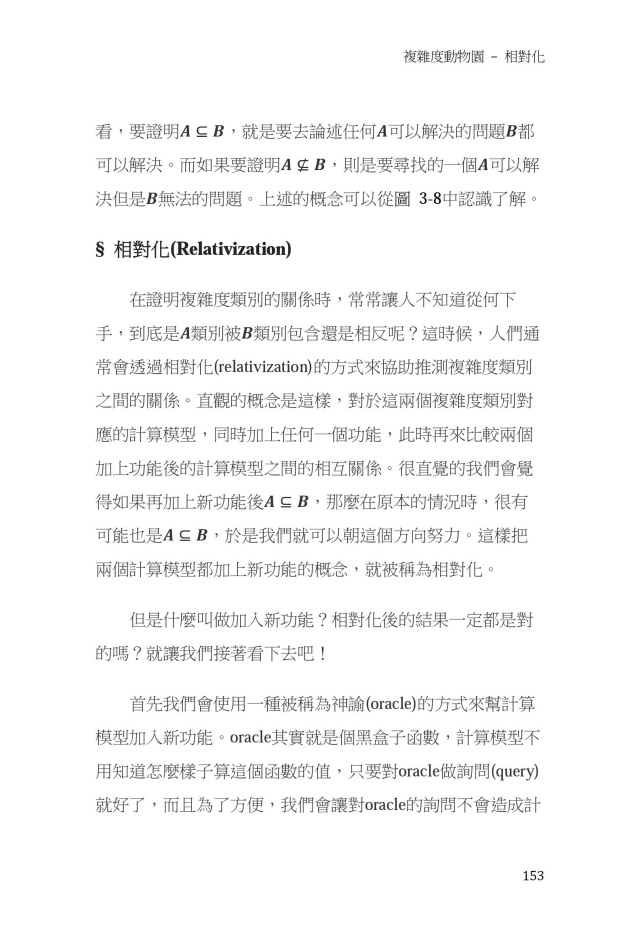 複雜度動物園 – 相對化
看，要證明A ⊆ B，就是要去論述任何A可以解決的問題B都
可以解決。而如果要證明A ⊈ B，則是要尋找的一個A可以解
決但是B無法的問題。上述的概念可以從圖 3-8中認識了解。
§ 相對化(Relativization)
在證明複雜度類別的關係時，常常讓人不知道從何下
手，到底是A類別被B類別包含還是相反呢？這時候，人們通
常會透過相對化(relativization)的方式來協助推測複雜度類別
之間的關係。直觀的概念是這樣，對於這兩個複雜度類別對
應的計算模型，同時加上任何一個功能，此時再來比較兩個
加上功能後的計算模型之間的相互關係。很直覺的我們會覺
得如果再加上新功能後A ⊆ B，那麼在原本的情況時，很有
可能也是A ⊆ B，於是我們就可以朝這個方向努力。這樣把
兩個計算模型都加上新功能的概念，就被稱為相對化。
但是什麼叫做加入新功能？相對化後的結果一定都是對
的嗎？就讓我們接著看下去吧！
首先我們會使用一種被稱為神諭(oracle)的方式來幫計算
模型加入新功能。oracle其實就是個黑盒子函數，計算模型不
用知道怎麼樣子算這個函數的值，只要對oracle做詢問(query)
就好了，而且為了方便，我們會讓對oracle的詢問不會造成計
153